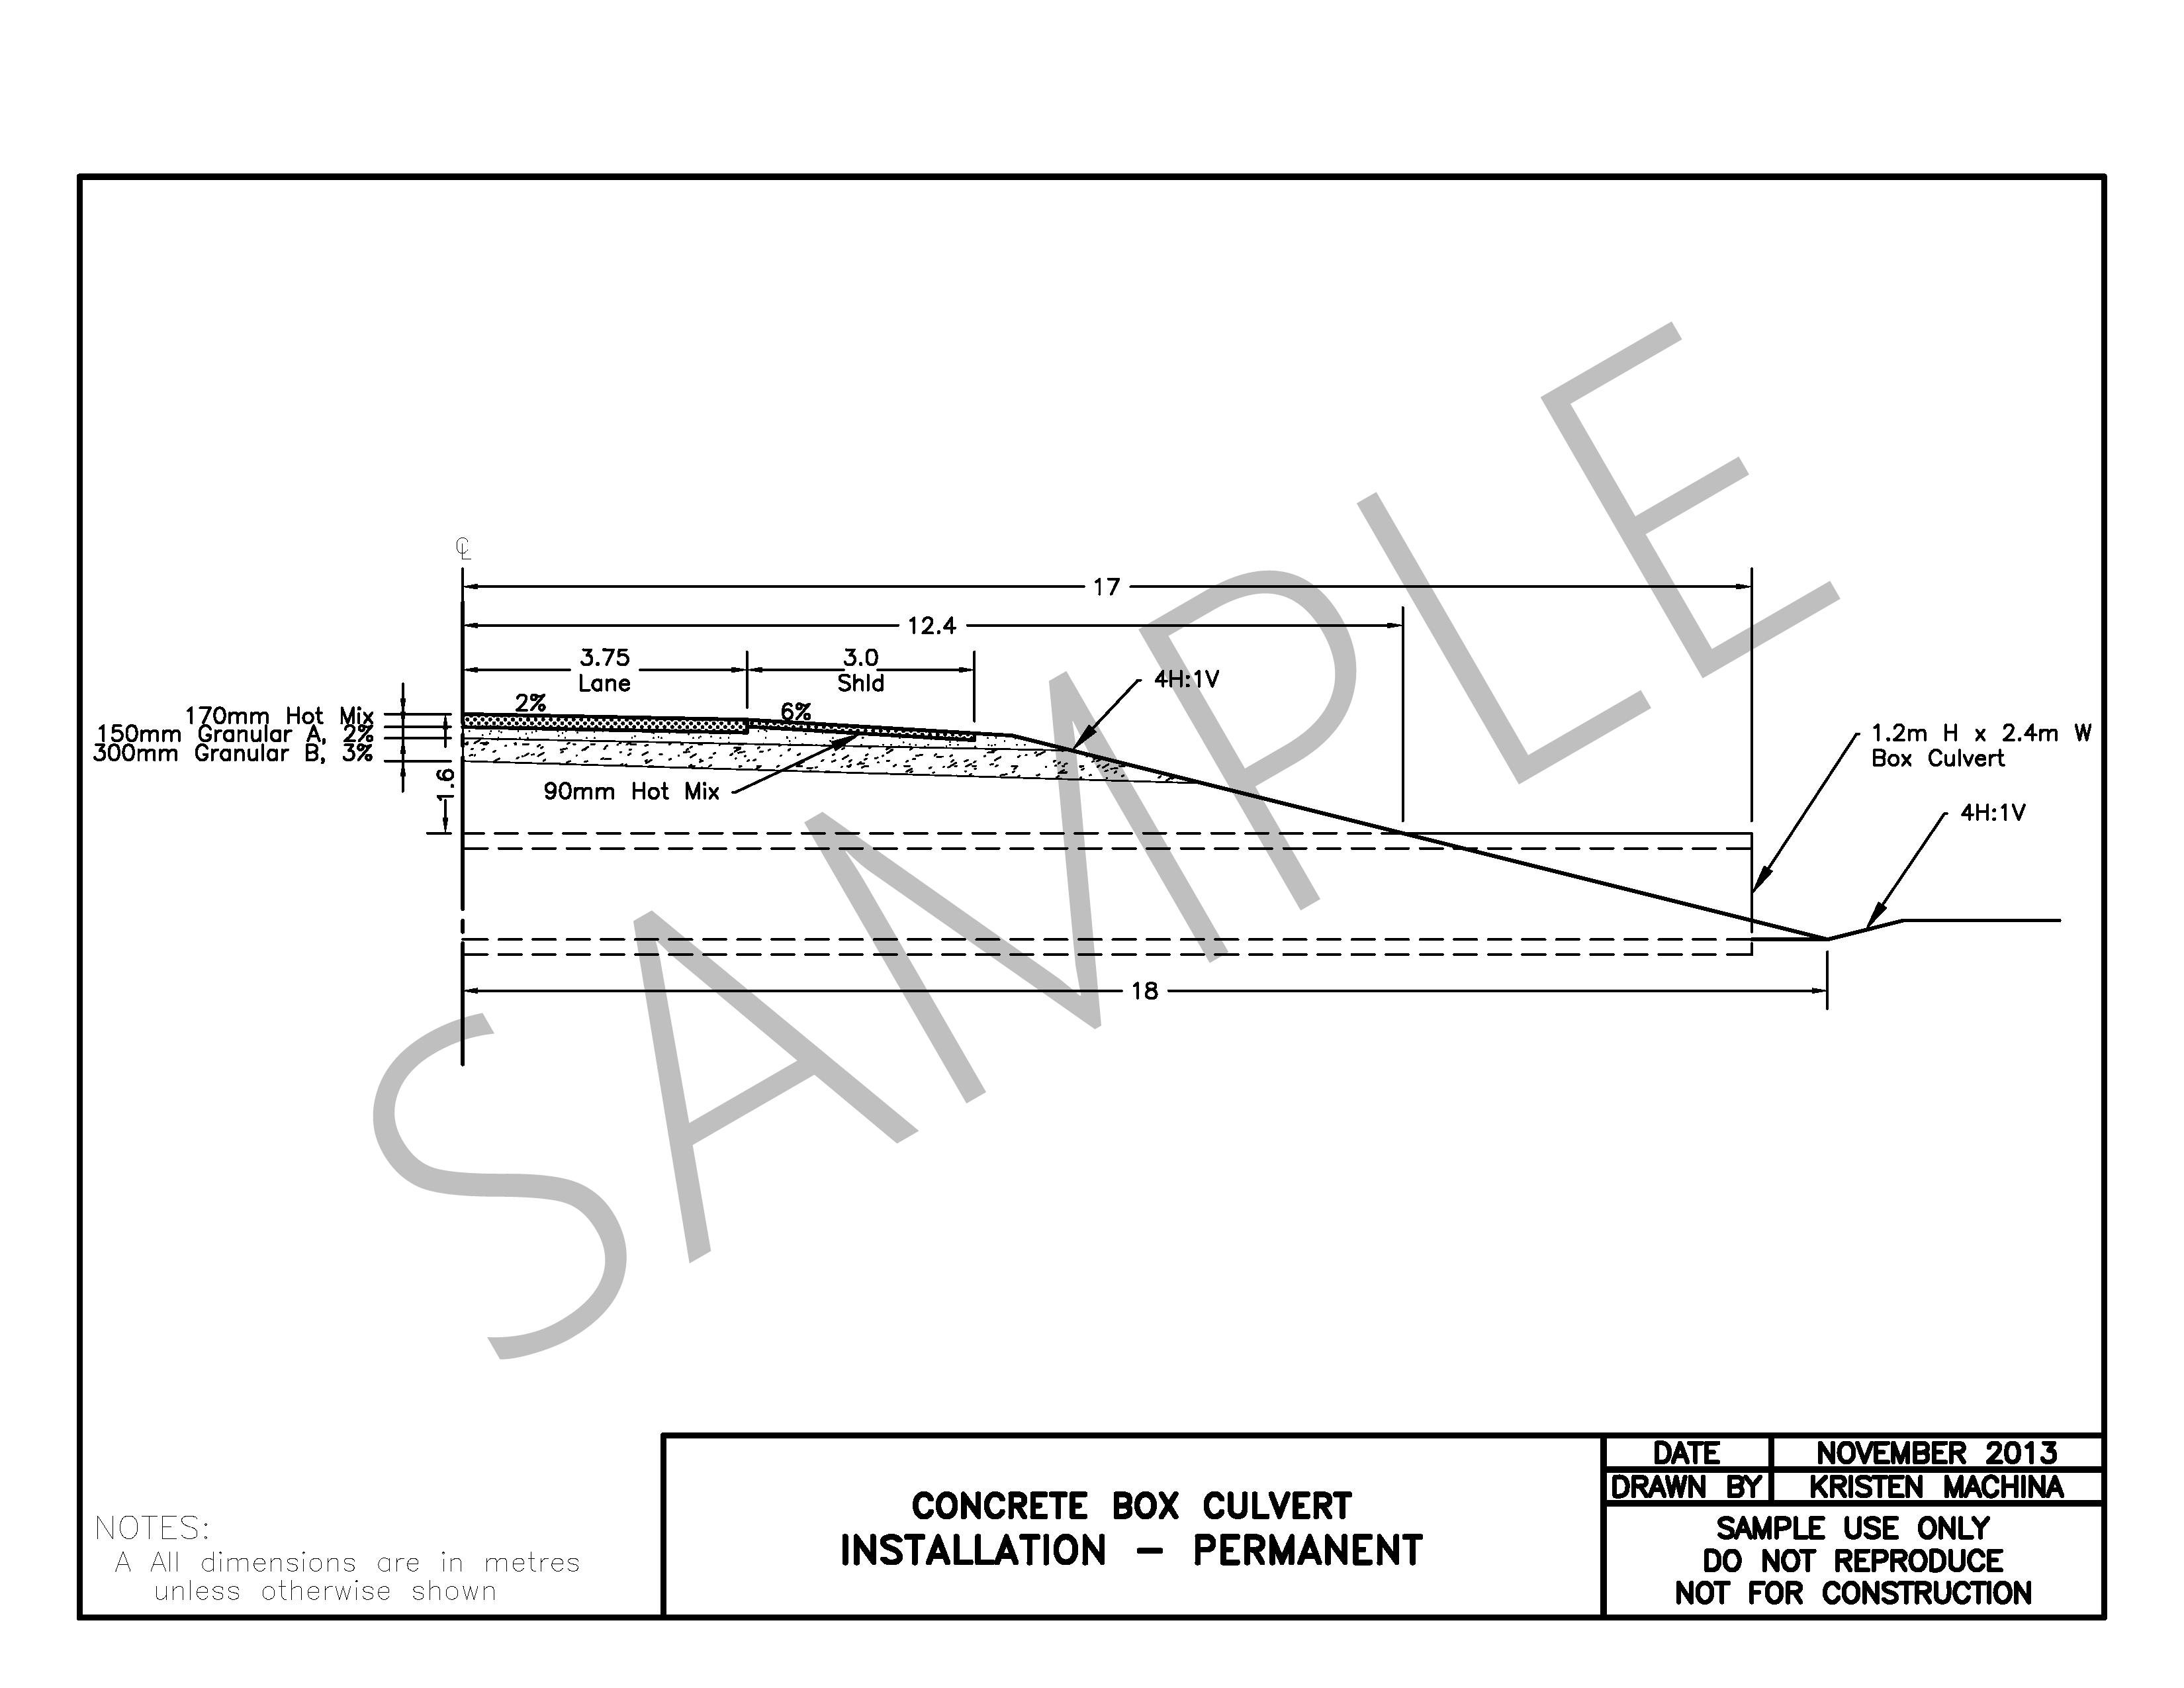 ℄
17
12.4
3.75
Lane
3.0
Shld
4H:1V
2%
6%
170mm Hot Mix
150mm Granular A, 2%
300mm Granular B, 3%
1.6
90mm Hot Mix
1.2m H x 2.4m W
Box Culvert
4H:1V
18
SAMPLE
NOTES:
A All dimensions are in metres
unless otherwise shown
CONCRETE BOX CULVERT
INSTALLATION - PERMANENT
DATE NOVEMBER 2013
DRAWN BY KRISTEN MACHINA
SAMPLE USE ONLY
DO NOT REPRODUCE
NOT FOR CONSTRUCTION